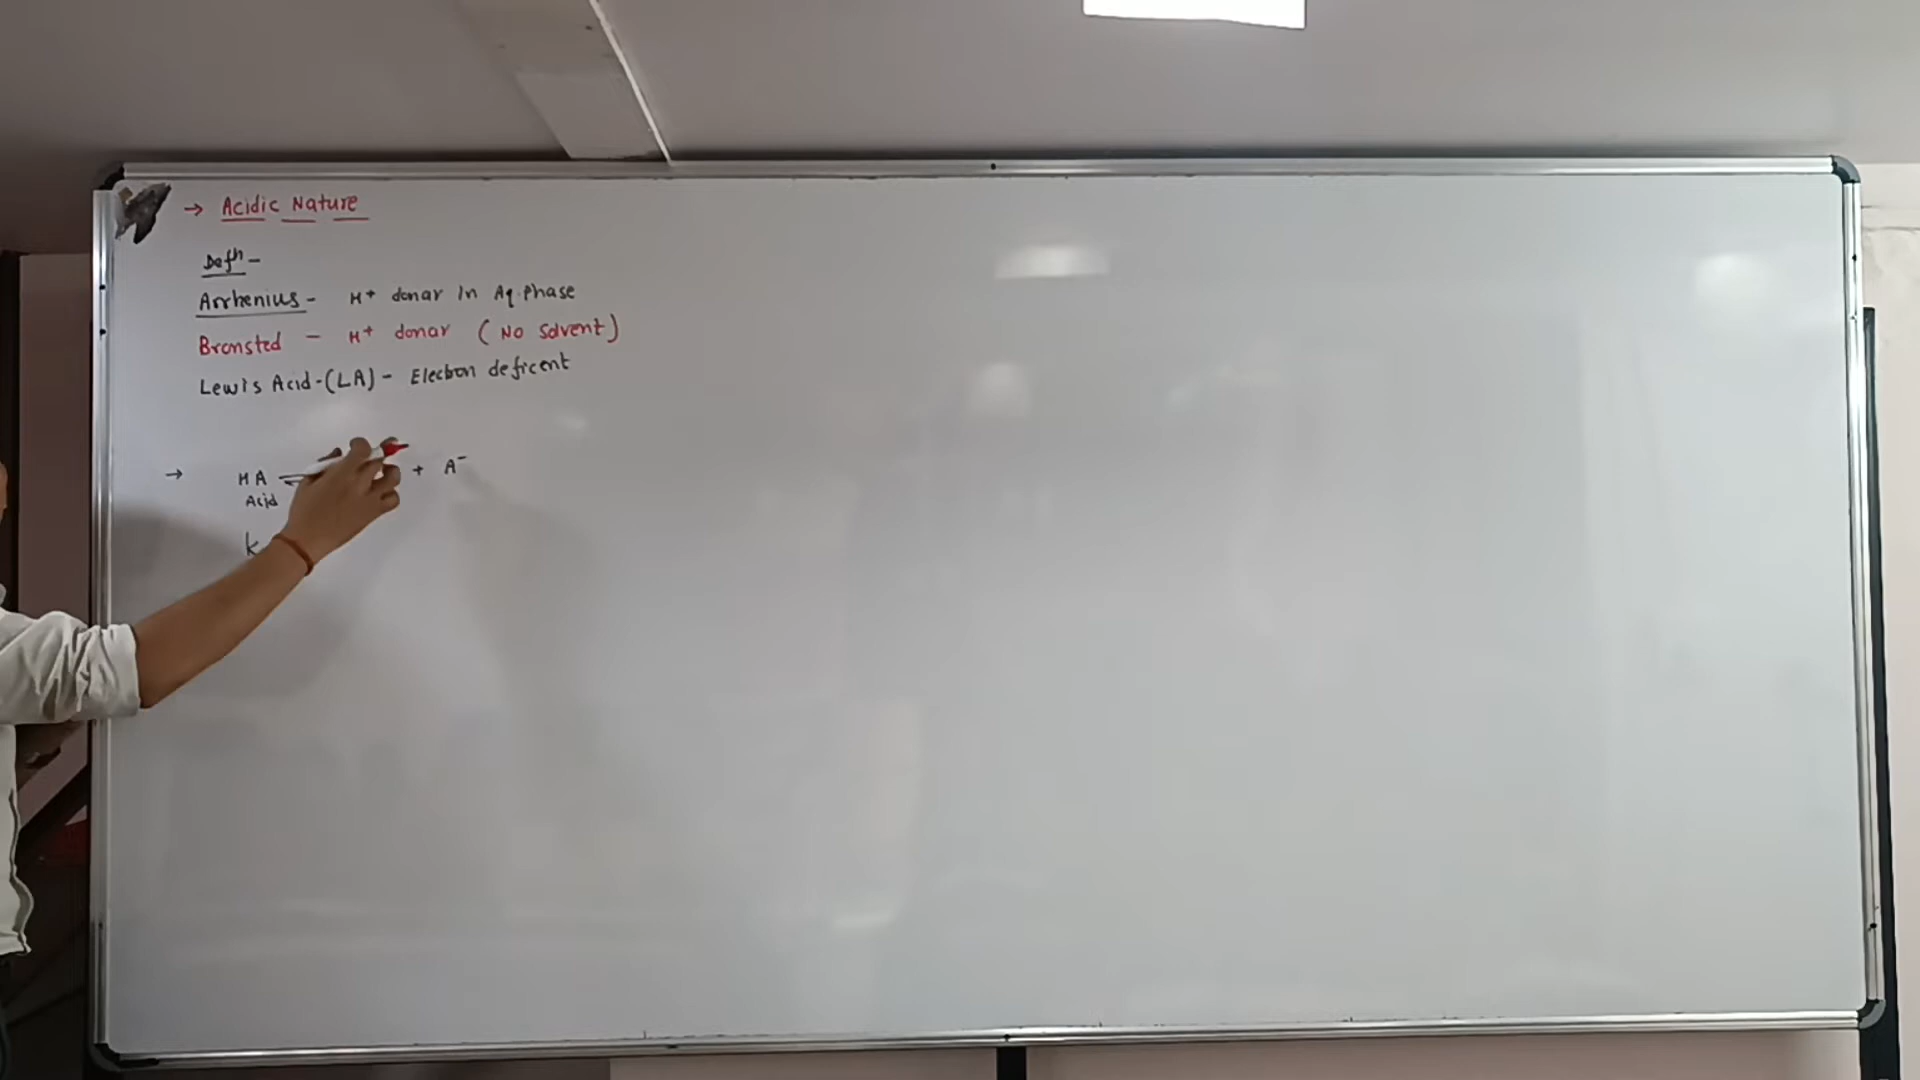 → Acidic Nature
Defn -
Arrhenius - H+ donar in Aq. Phase
Bronsted - H+ donar (No Solvent)
Lewis Acid-(LA) - Electron deficent
→ HA ⇌ + A⁻
Acid
K